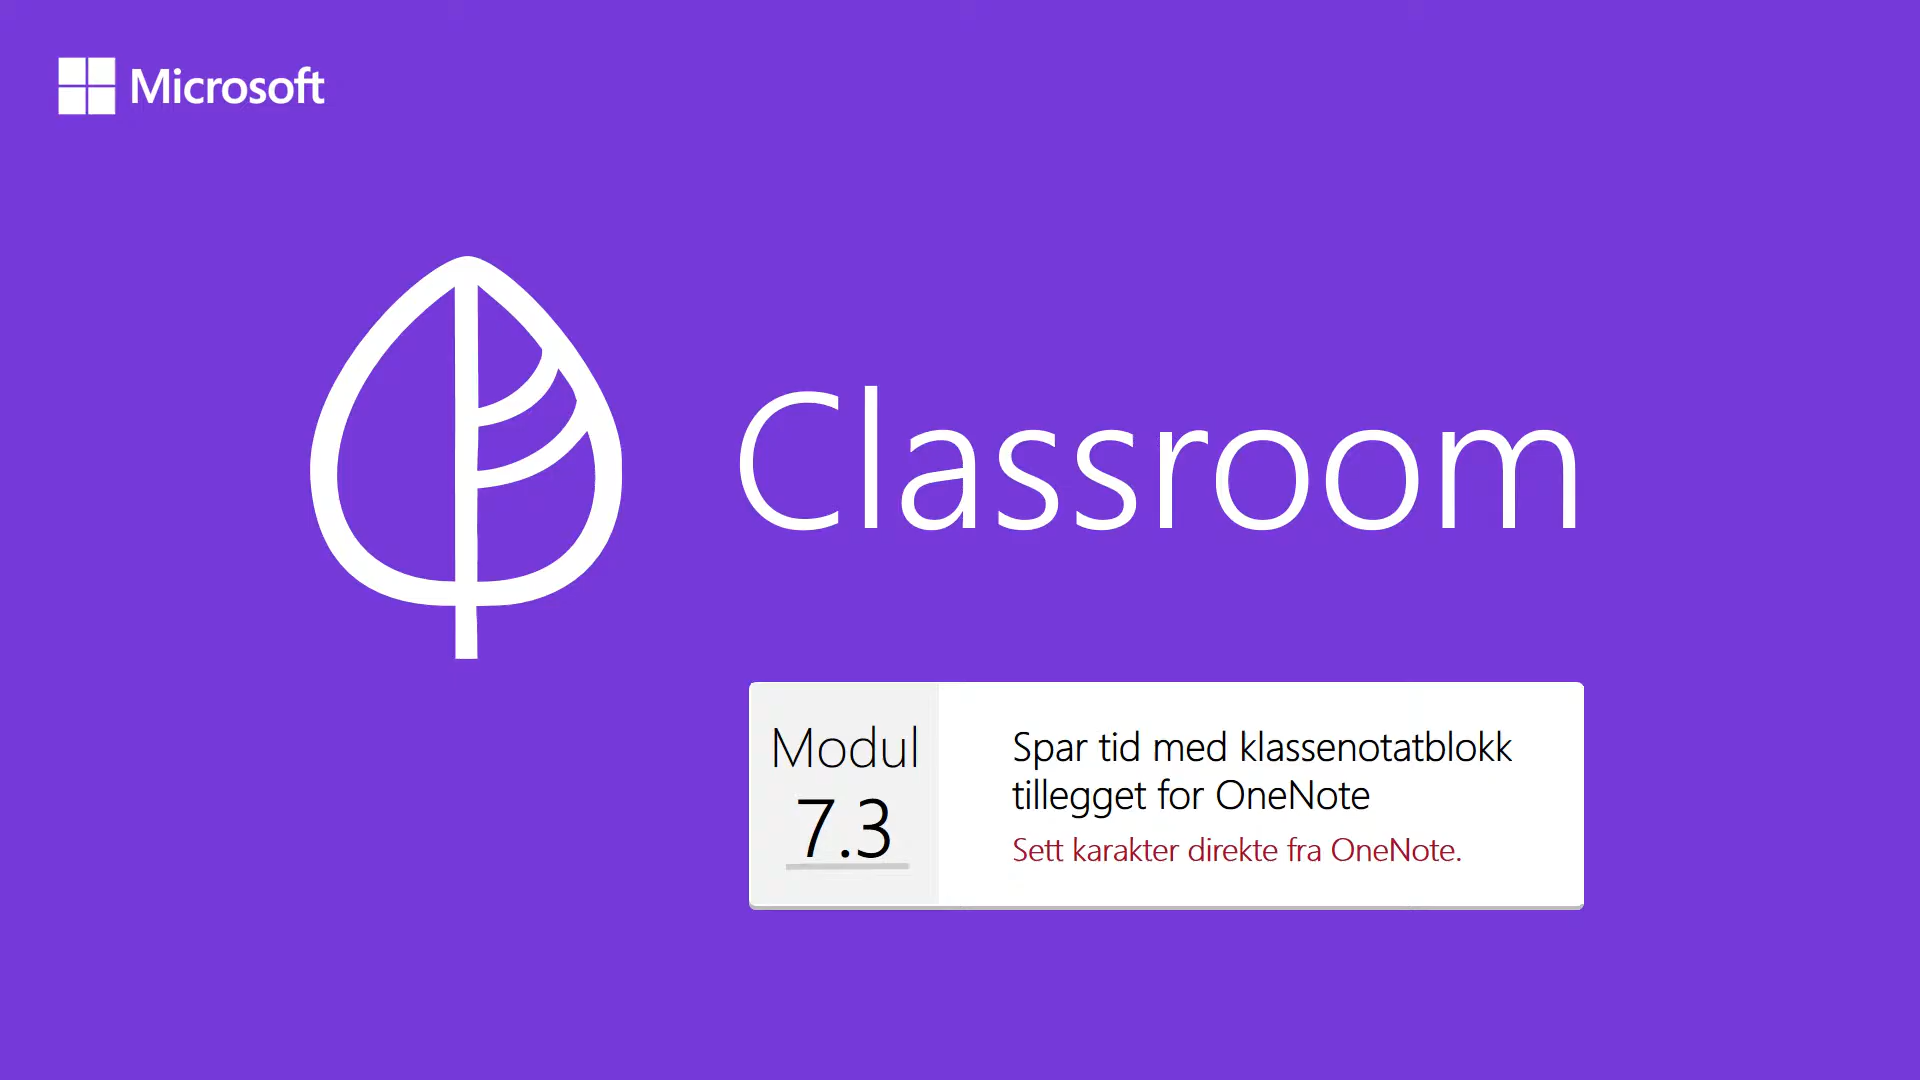 Microsoft
Classroom
Modul
7.3
Spar tid med klassenotatblokk
tillegget for OneNote
Sett karakter direkte fra OneNote.